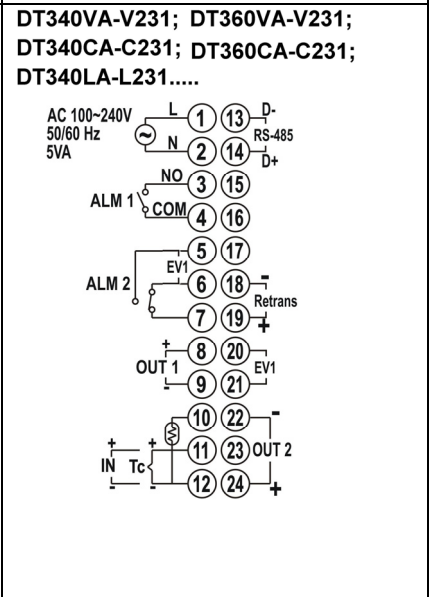 DT340VA-V231; DT360VA-V231;
DT340CA-C231; DT360CA-C231;
DT340LA-L231.....
AC 100~240V
50/60 Hz
5VA
L
N
~
1 13 D-
RS-485
2 14 D+
ALM 1
NO 3 15
COM 4 16
ALM 2
5 17
EV1
6 18 -
Retrans
7 19 +
OUT 1
+ 8 20
EV1
- 9 21
10 22 -
IN + - Tc + -
11 23 OUT 2
12 24 +